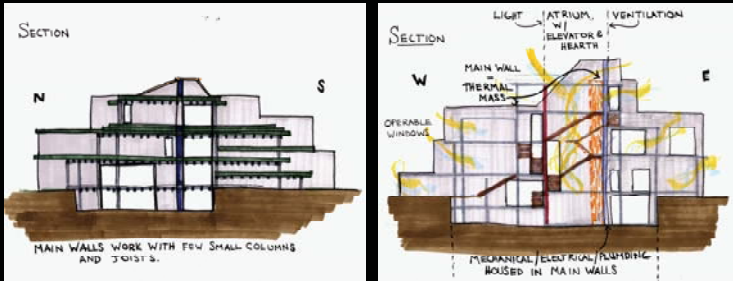 SECTION
N
S
MAIN WALLS WORK WITH FEW SMALL COLUMNS
AND JOISTS.
LIGHT
ATRIUM,
W/
ELEVATOR &
HEARTH
VENTILATION
SECTION
MAIN WALL
=
THERMAL
MASS
W
E
OPERABLE
WINDOWS
MECHANICAL/ELECTRICAL/PLUMBING
HOUSED IN MAIN WALLS